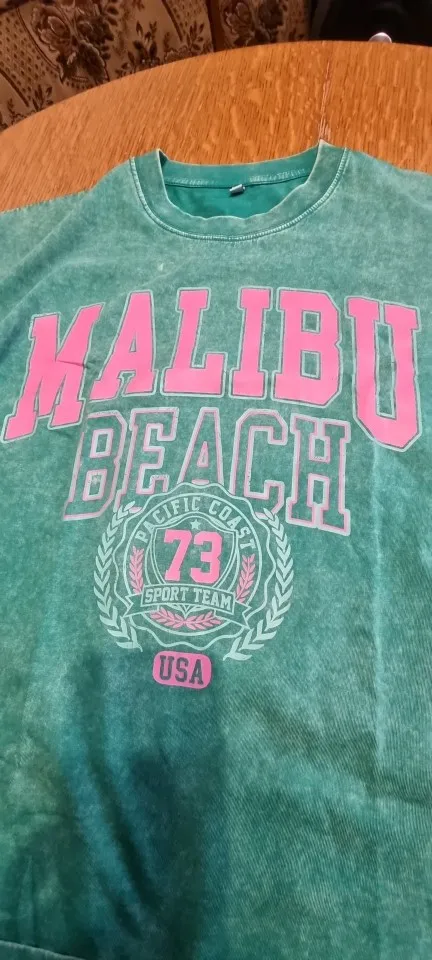 MALIBU
BEACH
PACIFIC COAST
73
SPORT TEAM
USA